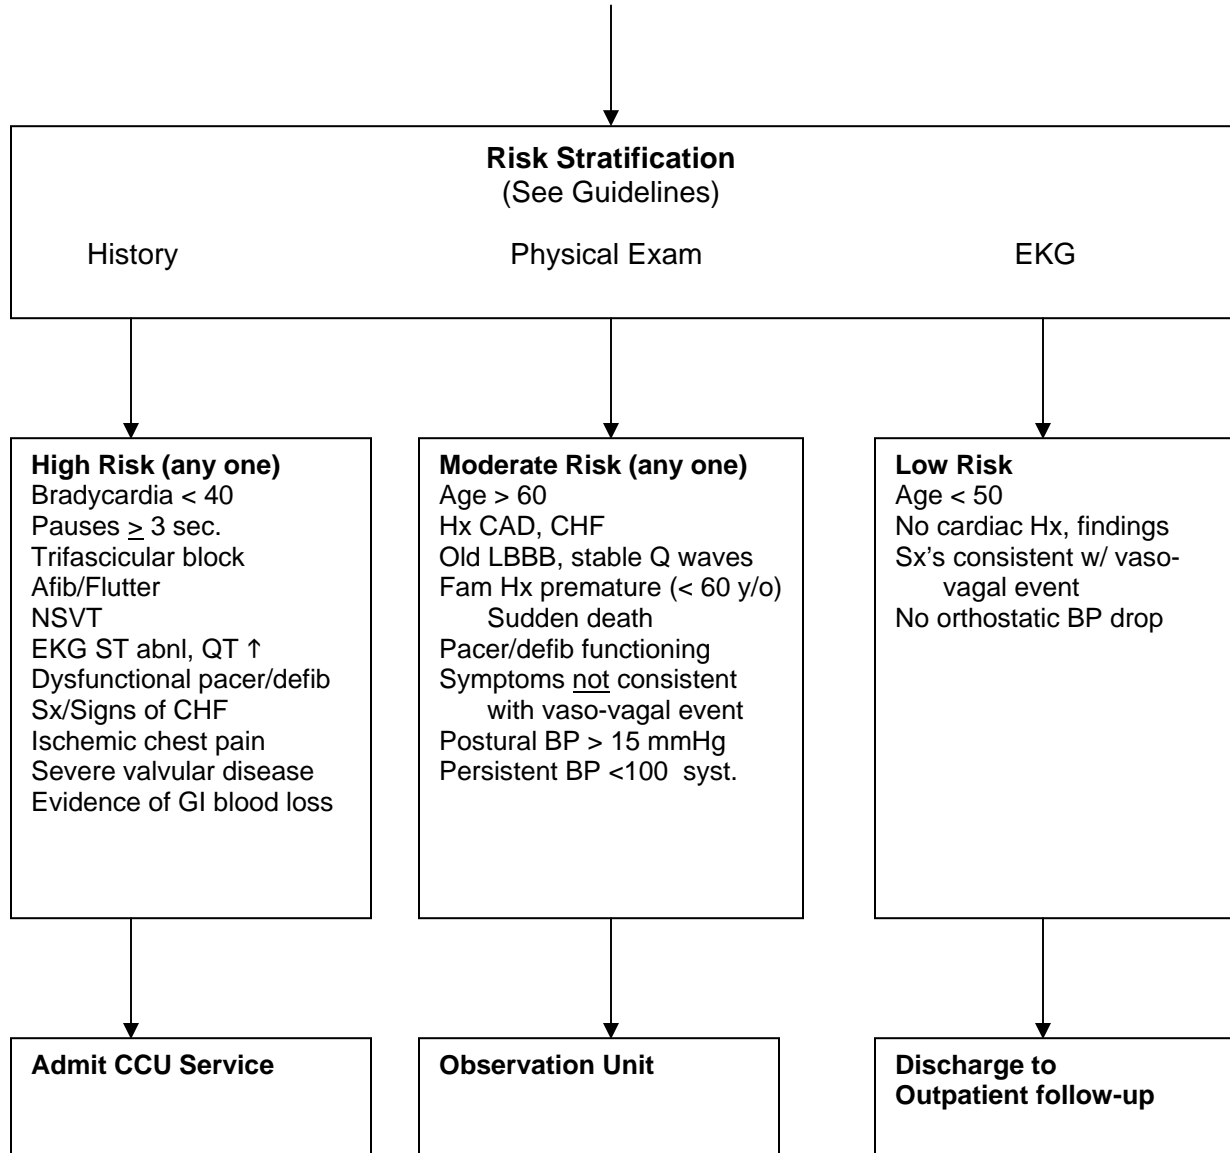 Risk Stratification
(See Guidelines)
History Physical Exam EKG
High Risk (any one)
Bradycardia < 40
Pauses > 3 sec.
Trifascicular block
Afib/Flutter
NSVT
EKG ST abnl, QT ↑
Dysfunctional pacer/defib
Sx/Signs of CHF
Ischemic chest pain
Severe valvular disease
Evidence of GI blood loss
Moderate Risk (any one)
Age > 60
Hx CAD, CHF
Old LBBB, stable Q waves
Fam Hx premature (< 60 y/o)
Sudden death
Pacer/defib functioning
Symptoms not consistent
with vaso-vagal event
Postural BP > 15 mmHg
Persistent BP <100 syst.
Low Risk
Age < 50
No cardiac Hx, findings
Sx’s consistent w/ vaso-
vagal event
No orthostatic BP drop
Admit CCU Service
Observation Unit
Discharge to
Outpatient follow-up